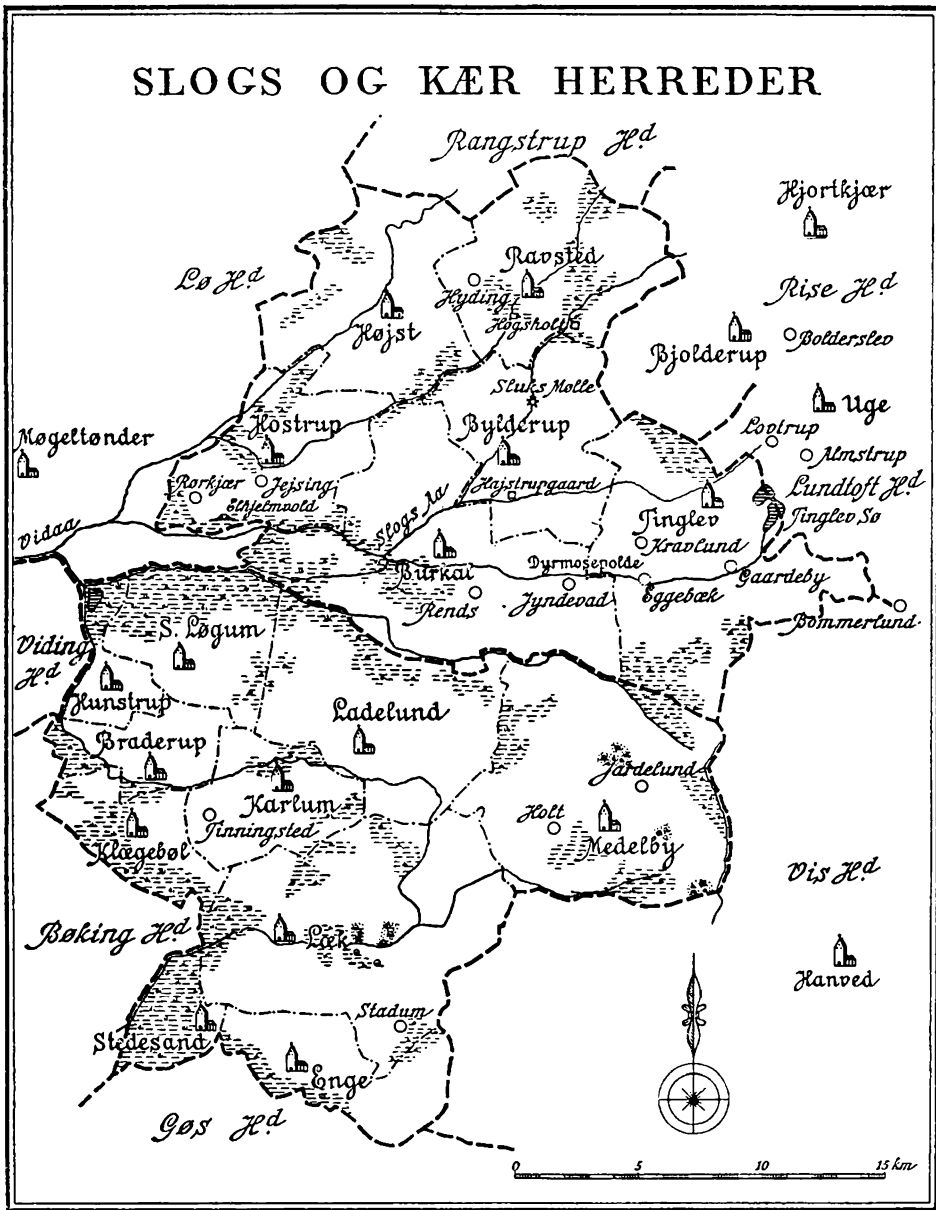 SLOGS OG KÆR HERREDER
Rangstrup Hd
Hjortkjær
Ravsted
Lø Hd
Hyding
Rise Hd
Høgsholt
Højst
Bjolderup
Bolderslev
Sluks Mølle
Uge
Hostrup
Bylderup
Lovtrup
Møgeltønder
Almstrup
Rørkjær
Jejsing
Hajstrupgaard
Lundtoft Hd
Elhjelmvold
Tinglev
Tinglev Sø
Vidaa
Slogs Aa
Kravlund
Burkal
Dyrmosevolde
Gaardeby
Rends
Jyndevad
Eggebæk
Bommerlund
S. Løgum
Viding
Hd
Hunstrup
Ladelund
Braderup
Jardelund
Karlum
Holt
Tinningsted
Medelby
Klægebøl
Vis Hd
Bøking Hd
Læk
Hanved
Stadum
Stedesand
Enge
Gøs Hd
0 5 10 15 km